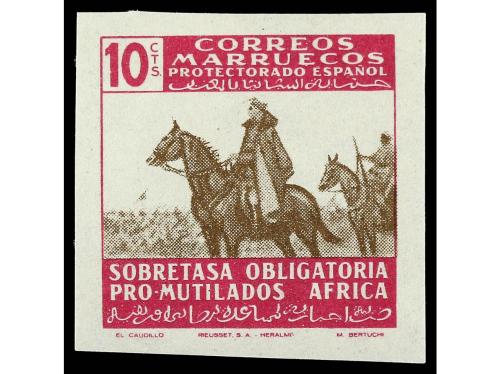 10 CTS.
CORREOS
MARRUECOS
PROTECTORADO ESPAÑOL
SOBRETASA OBLIGATORIA
PRO-MUTILADOS AFRICA
EL CAUDILLO RIEUSSET, S.A. - HERALMI M. BERTUCHI